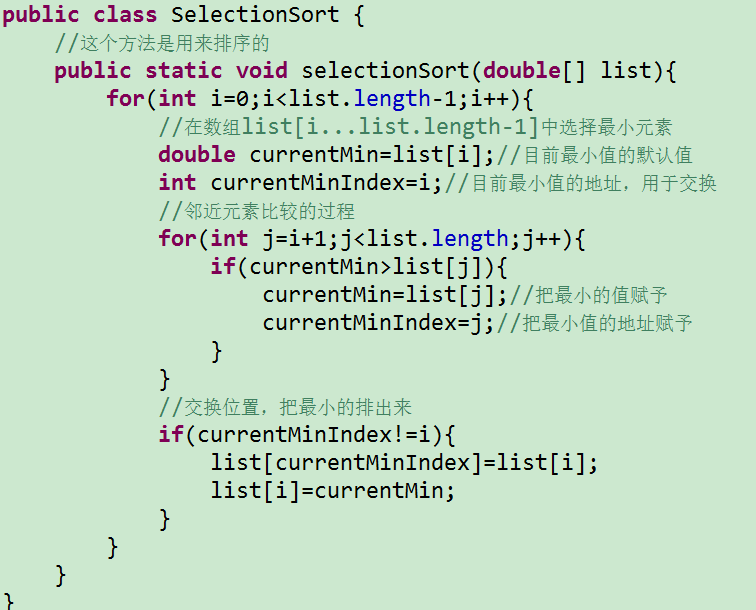 public class SelectionSort {
    //这个方法是用来排序的
    public static void selectionSort(double[] list){
        for(int i=0;i<list.length-1;i++){
            //在数组list[i...list.length-1]中选择最小元素
            double currentMin=list[i];//目前最小值的默认值
            int currentMinIndex=i;//目前最小值的地址，用于交换
            //邻近元素比较的过程
            for(int j=i+1;j<list.length;j++){
                if(currentMin>list[j]){
                    currentMin=list[j];//把最小的值赋予
                    currentMinIndex=j;//把最小值的地址赋予
                }
            }
            //交换位置，把最小的排出来
            if(currentMinIndex!=i){
                list[currentMinIndex]=list[i];
                list[i]=currentMin;
            }
        }
    }
}